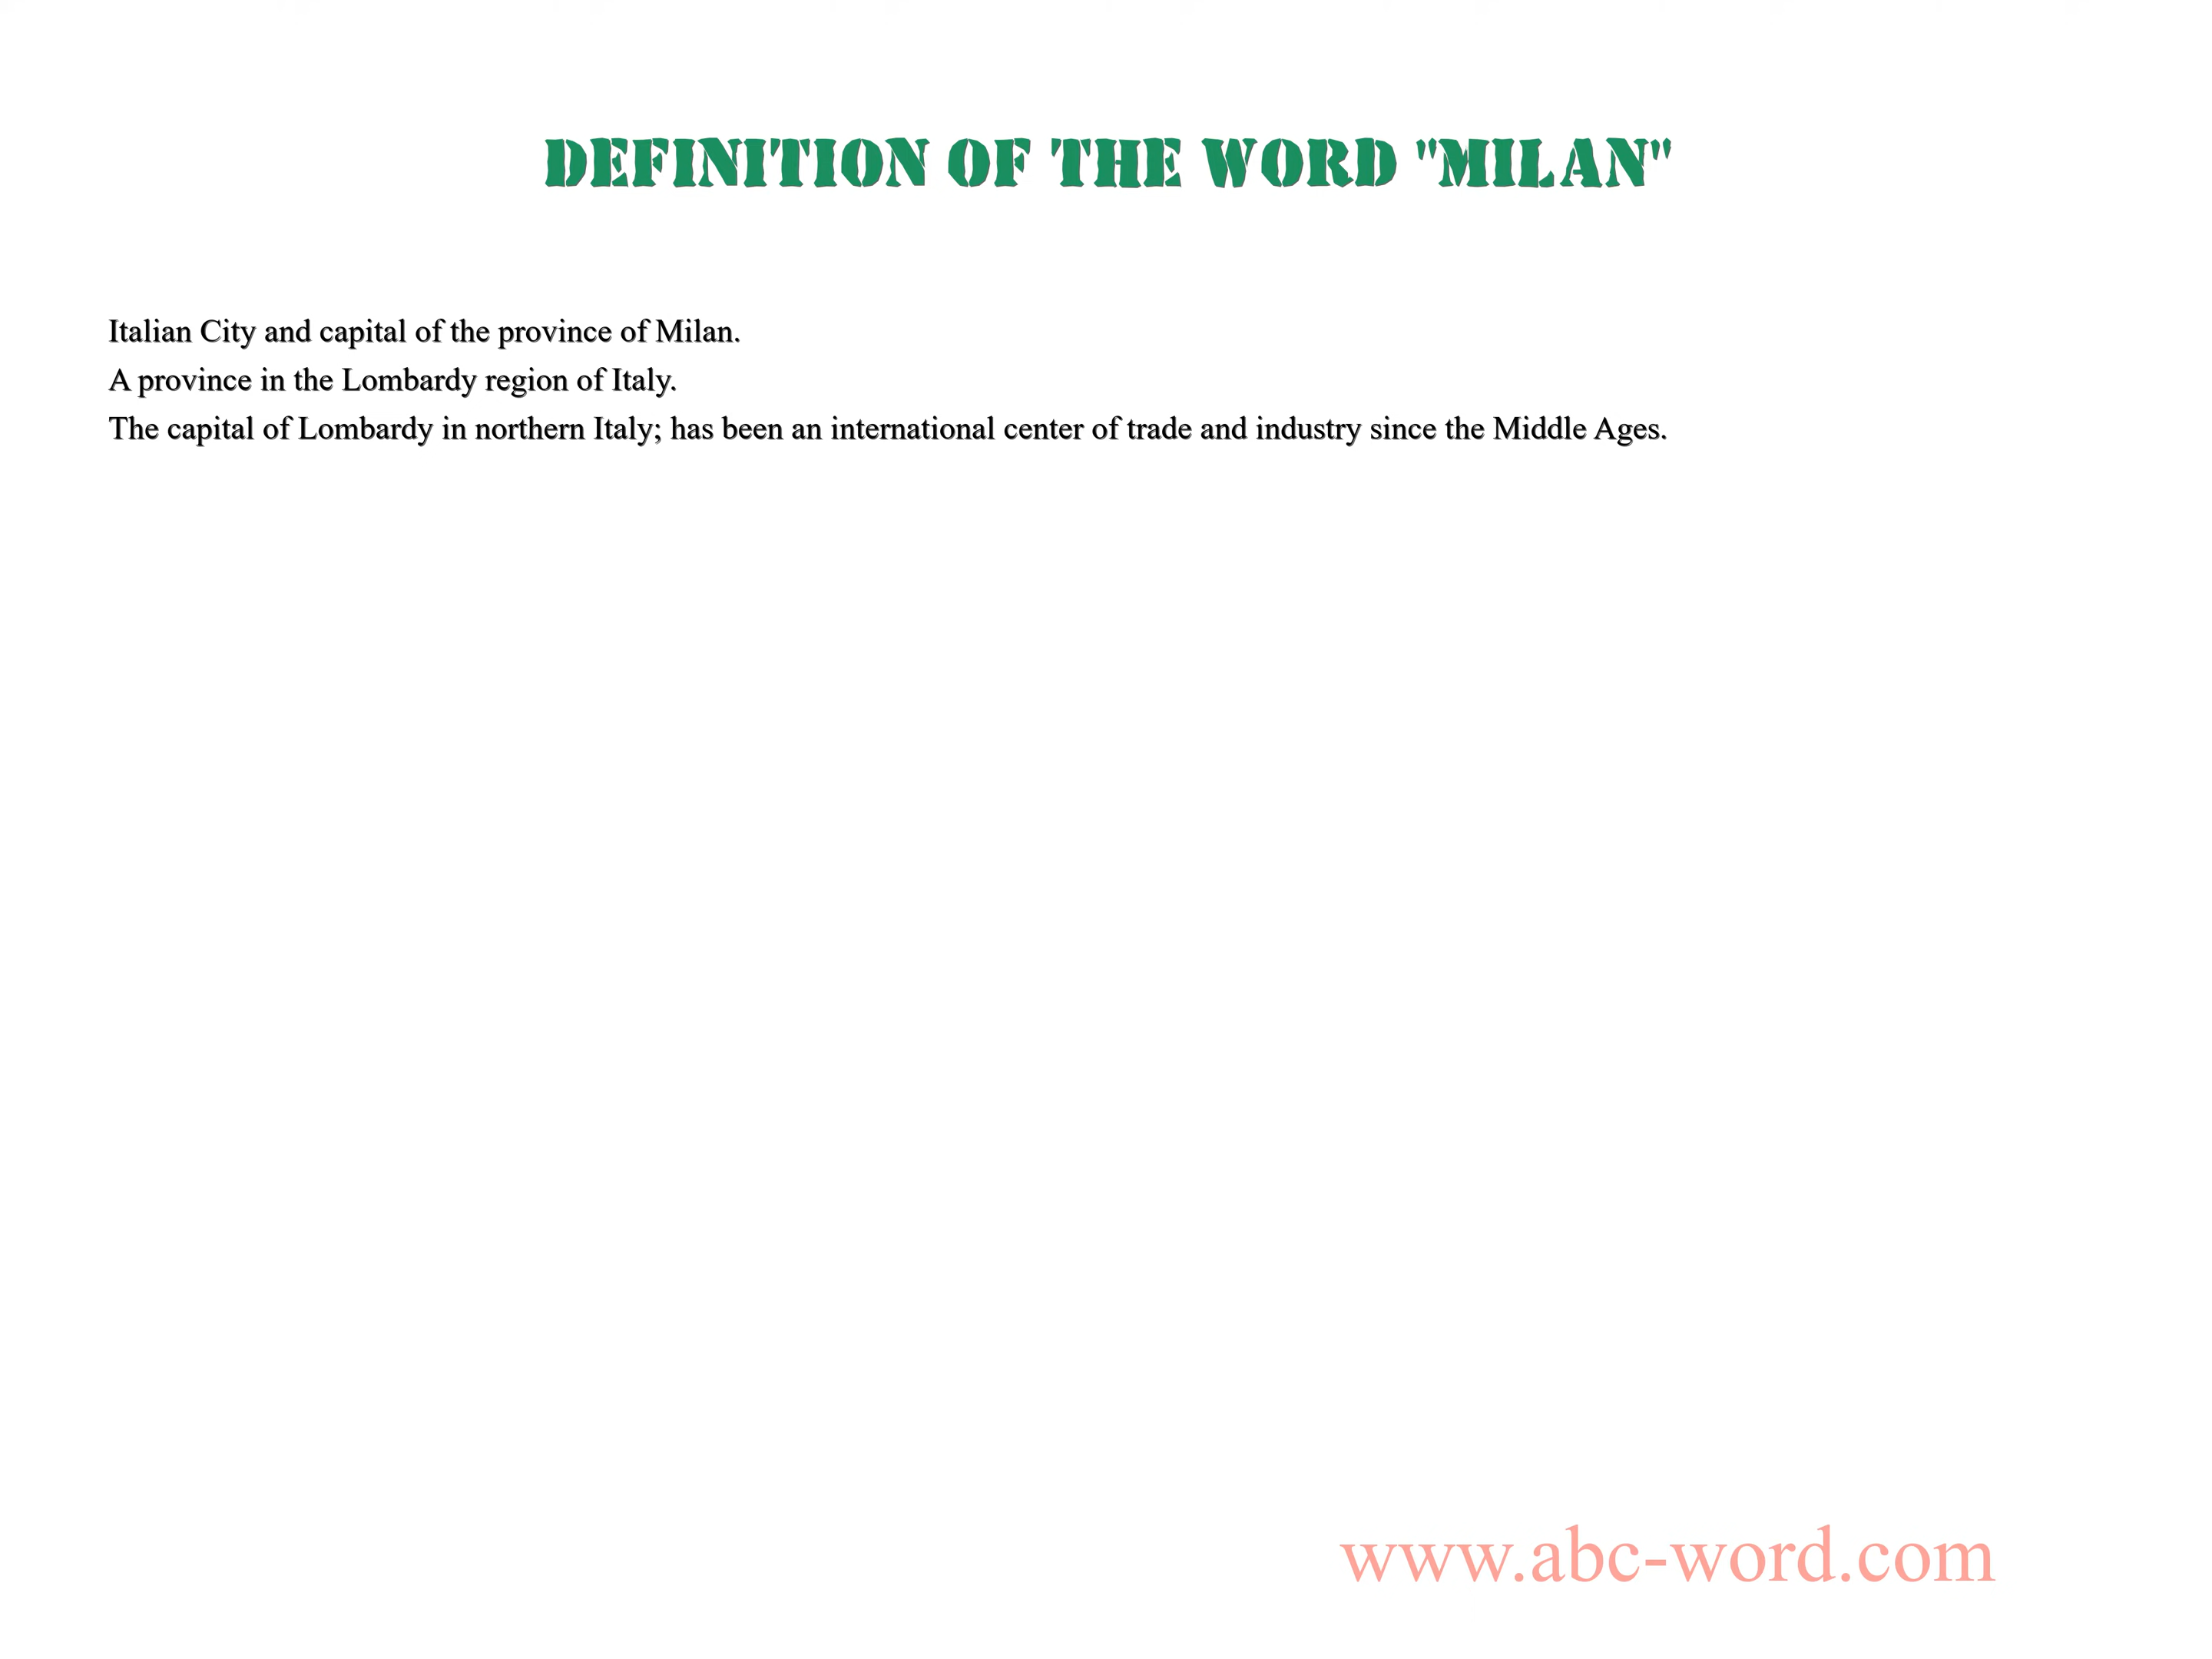 DEFINITION OF THE WORD "MILAN"
Italian City and capital of the province of Milan.
A province in the Lombardy region of Italy.
The capital of Lombardy in northern Italy; has been an international center of trade and industry since the Middle Ages.
www.abc-word.com